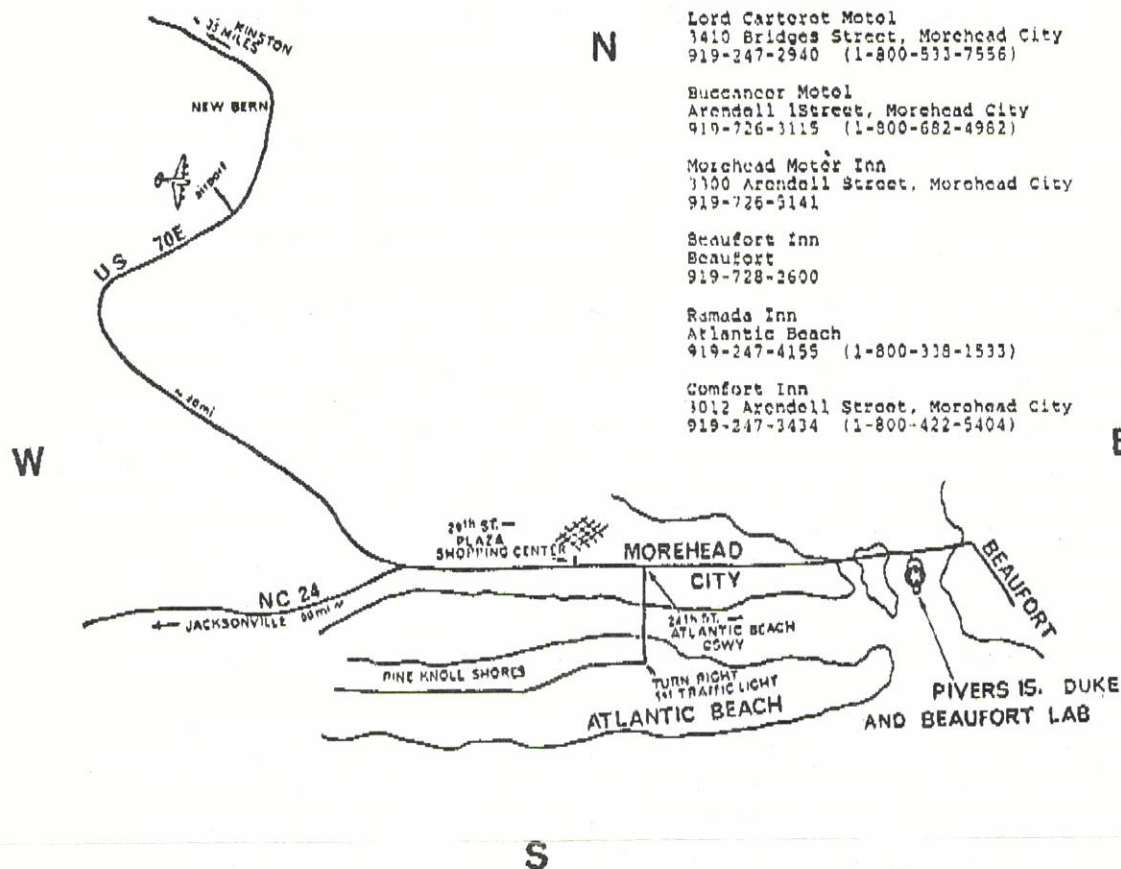 N
Lord Carteret Motel
3410 Bridges Street, Morehead City
919-247-2940 (1-800-533-7556)
Buccaneer Motel
Arendell 1Street, Morehead City
919-726-3115 (1-800-682-4982)
Morehead Motor Inn
3300 Arendell Street, Morehead City
919-726-5141
Beaufort Inn
Beaufort
919-728-2600
Ramada Inn
Atlantic Beach
919-247-4155 (1-800-338-1533)
Comfort Inn
3012 Arendell Street, Morehead City
919-247-3434 (1-800-422-5404)
KINSTON
MILES
NEW BERN
airport
US 70E
W
E
29th ST.
PLAZA
SHOPPING CENTER
MOREHEAD
CITY
BEAUFORT
NC 24
JACKSONVILLE
24th ST.
ATLANTIC BEACH
CSWY
PINE KNOLL SHORES
TURN RIGHT
1st TRAFFIC LIGHT
ATLANTIC BEACH
PIVERS IS. DUKE
AND BEAUFORT LAB
S